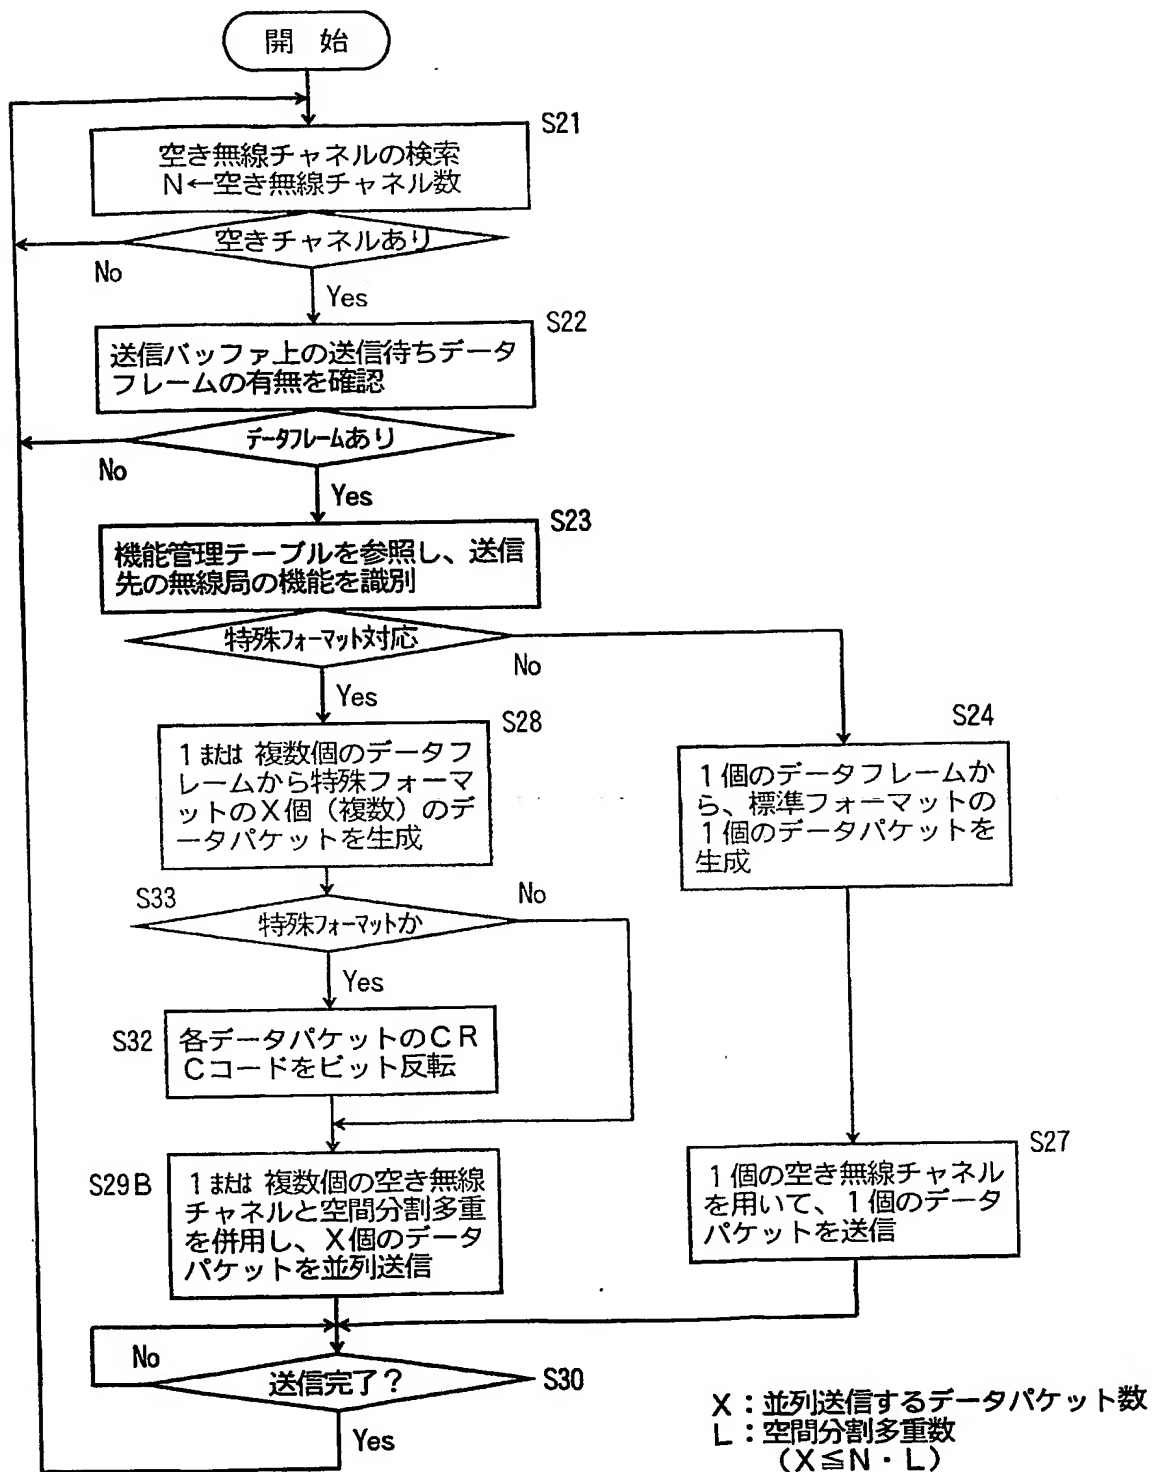 開 始
S21
空き無線チャネルの検索
N←空き無線チャネル数
空きチャネルあり
No
Yes
S22
送信バッファ上の送信待ちデータ
フレームの有無を確認
データフレームあり
No
Yes
S23
機能管理テーブルを参照し、送信
先の無線局の機能を識別
特殊フォーマット対応
No
Yes
S28
1または 複数個のデータフ
レームから特殊フォーマ
ットのX個（複数）のデ
ータパケットを生成
S24
1個のデータフレームか
ら、標準フォーマットの
1個のデータパケットを
生成
S33
特殊フォーマットか
No
Yes
S32
各データパケットのCR
Cコードをビット反転
S29B
1または 複数個の空き無線
チャネルと空間分割多重
を併用し、X個のデータ
パケットを並列送信
S27
1個の空き無線チャネル
を用いて、1個のデータ
パケットを送信
No
送信完了？
S30
Yes
X：並列送信するデータパケット数
L：空間分割多重数
（X≦N・L）